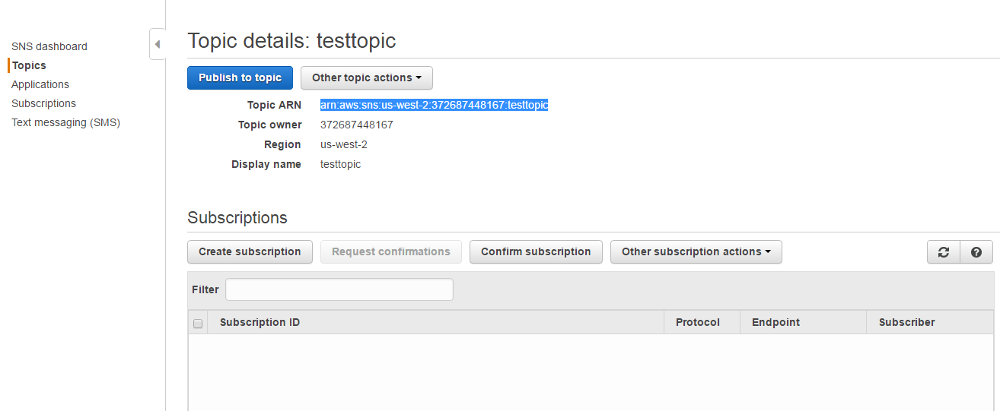 SNS dashboard
Topics
Applications
Subscriptions
Text messaging (SMS)
Topic details: testtopic
Publish to topic
Other topic actions
Topic ARN arn:aws:sns:us-west-2:372687448167:testtopic
Topic owner 372687448167
Region us-west-2
Display name testtopic
Subscriptions
Create subscription Request confirmations Confirm subscription Other subscription actions ?
Filter
Subscription ID Protocol Endpoint Subscriber